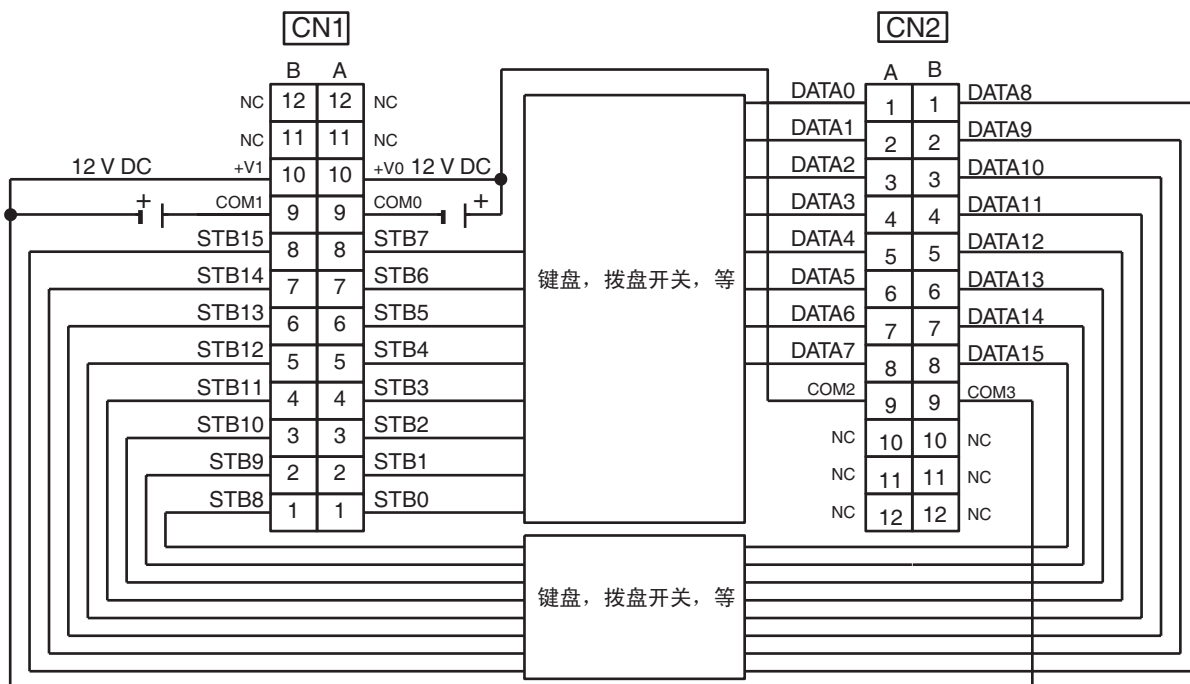 CN1 CN2
B A A B
NC 12 12 NC DATA0 1 1 DATA8
NC 11 11 NC DATA1 2 2 DATA9
12 V DC +V1 10 10 +V0 12 V DC DATA2 3 3 DATA10
+ COM1 9 9 COM0 + DATA3 4 4 DATA11
STB15 8 8 STB7 DATA4 5 5 DATA12
STB14 7 7 STB6 键盘，拨盘开关，等 DATA5 6 6 DATA13
STB13 6 6 STB5 DATA6 7 7 DATA14
STB12 5 5 STB4 DATA7 8 8 DATA15
STB11 4 4 STB3 COM2 9 9 COM3
STB10 3 3 STB2 NC 10 10 NC
STB9 2 2 STB1 NC 11 11 NC
STB8 1 1 STB0 NC 12 12 NC
键盘，拨盘开关，等